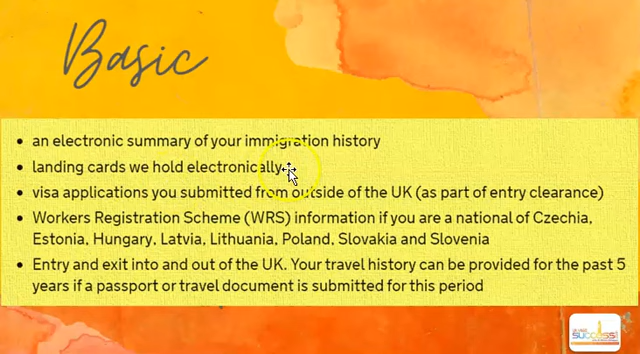 Basic
• an electronic summary of your immigration history
• landing cards we hold electronically
• visa applications you submitted from outside of the UK (as part of entry clearance)
• Workers Registration Scheme (WRS) information if you are a national of Czechia,
Estonia, Hungary, Latvia, Lithuania, Poland, Slovakia and Slovenia
• Entry and exit into and out of the UK. Your travel history can be provided for the past 5
years if a passport or travel document is submitted for this period
success